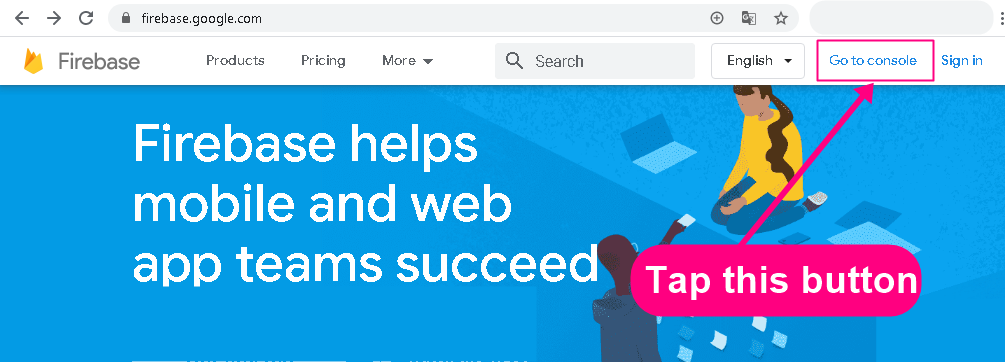 firebase.google.com
Firebase Products Pricing More Search English Go to console Sign in
Firebase helps
mobile and web
app teams succeed
Tap this button